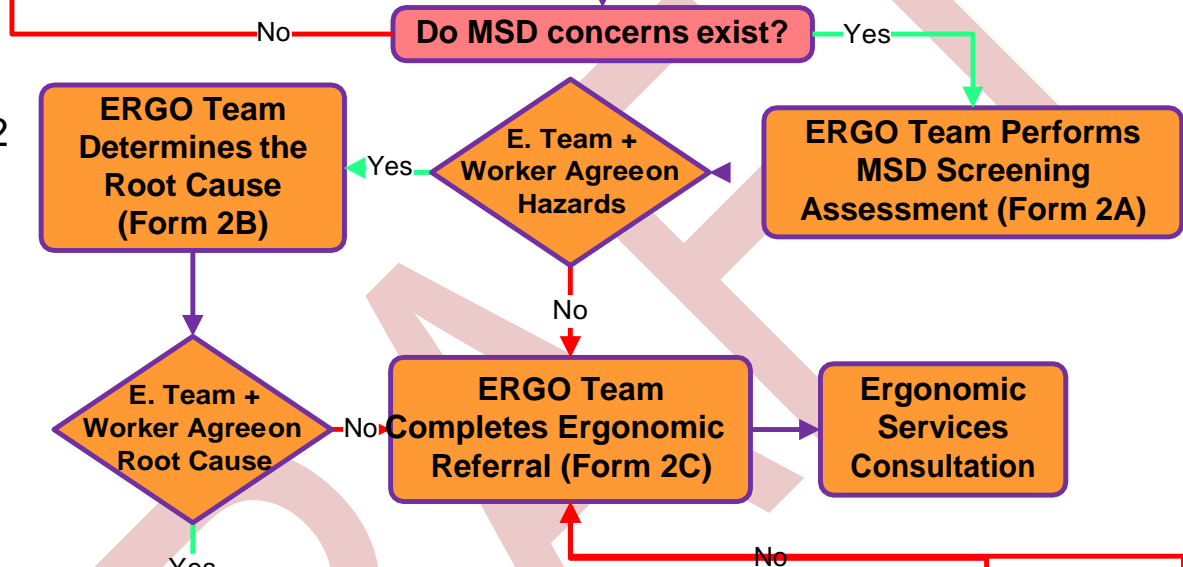 No
Do MSD concerns exist?
Yes
2
ERGO Team
Determines the
Root Cause
(Form 2B)
Yes
E. Team +
Worker Agreeon
Hazards
ERGO Team Performs
MSD Screening
Assessment (Form 2A)
No
E. Team +
Worker Agreeon
Root Cause
No
ERGO Team
Completes Ergonomic
Referral (Form 2C)
Ergonomic
Services
Consultation
Yes
No